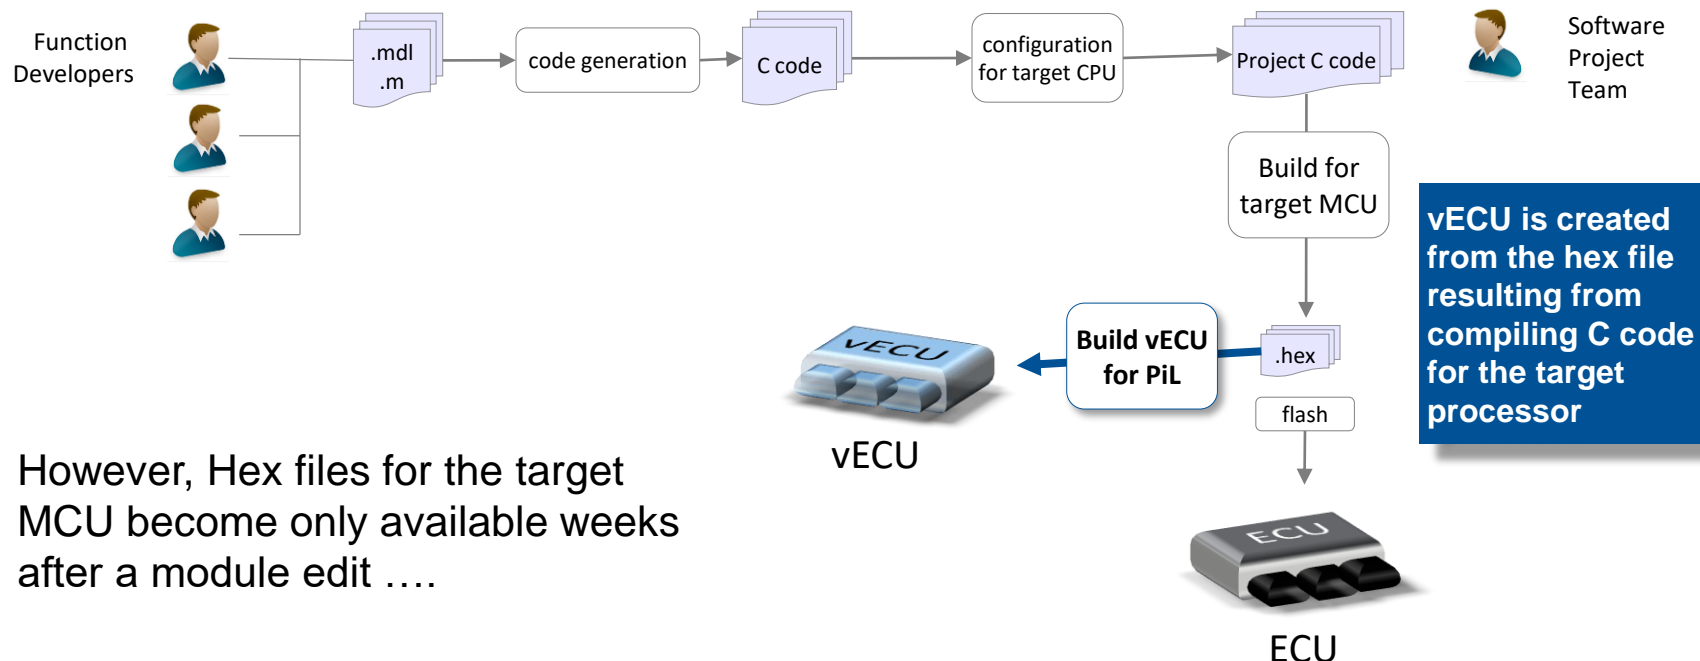 Function
Developers
.mdl
.m
code generation
C code
configuration
for target CPU
Project C code
Software
Project
Team
Build for
target MCU
vECU is created
from the hex file
resulting from
compiling C code
for the target
processor
vECU
Build vECU
for PiL
.hex
flash
vECU
However, Hex files for the target
MCU become only available weeks
after a module edit ….
ECU
ECU